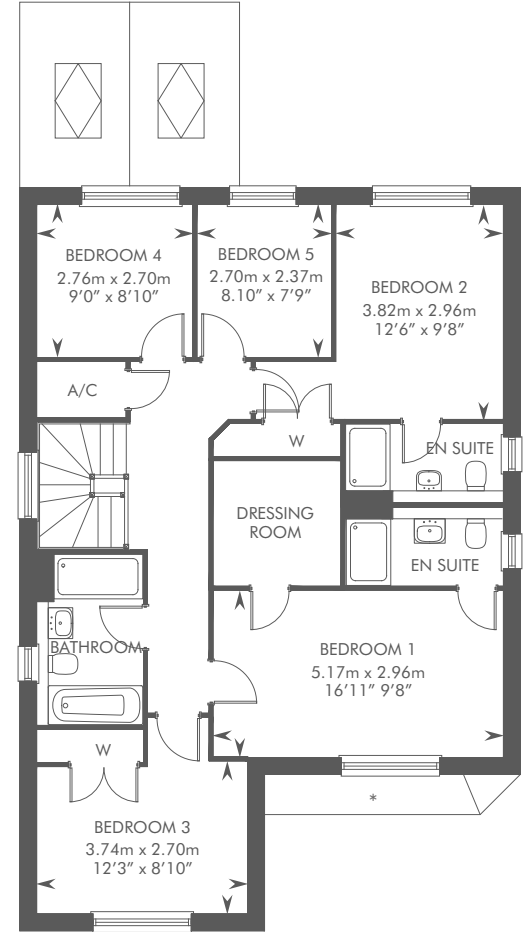 BEDROOM 4
2.76m x 2.70m
9'0” x 8'10”
BEDROOM 5
2.70m x 2.37m
8.10” x 7'9”
BEDROOM 2
3.82m x 2.96m
12'6” x 9'8”
A/C
W
EN SUITE
DRESSING
ROOM
EN SUITE
BATHROOM
BEDROOM 1
5.17m x 2.96m
16'11” 9'8”
W
*
BEDROOM 3
3.74m x 2.70m
12'3” x 8'10”